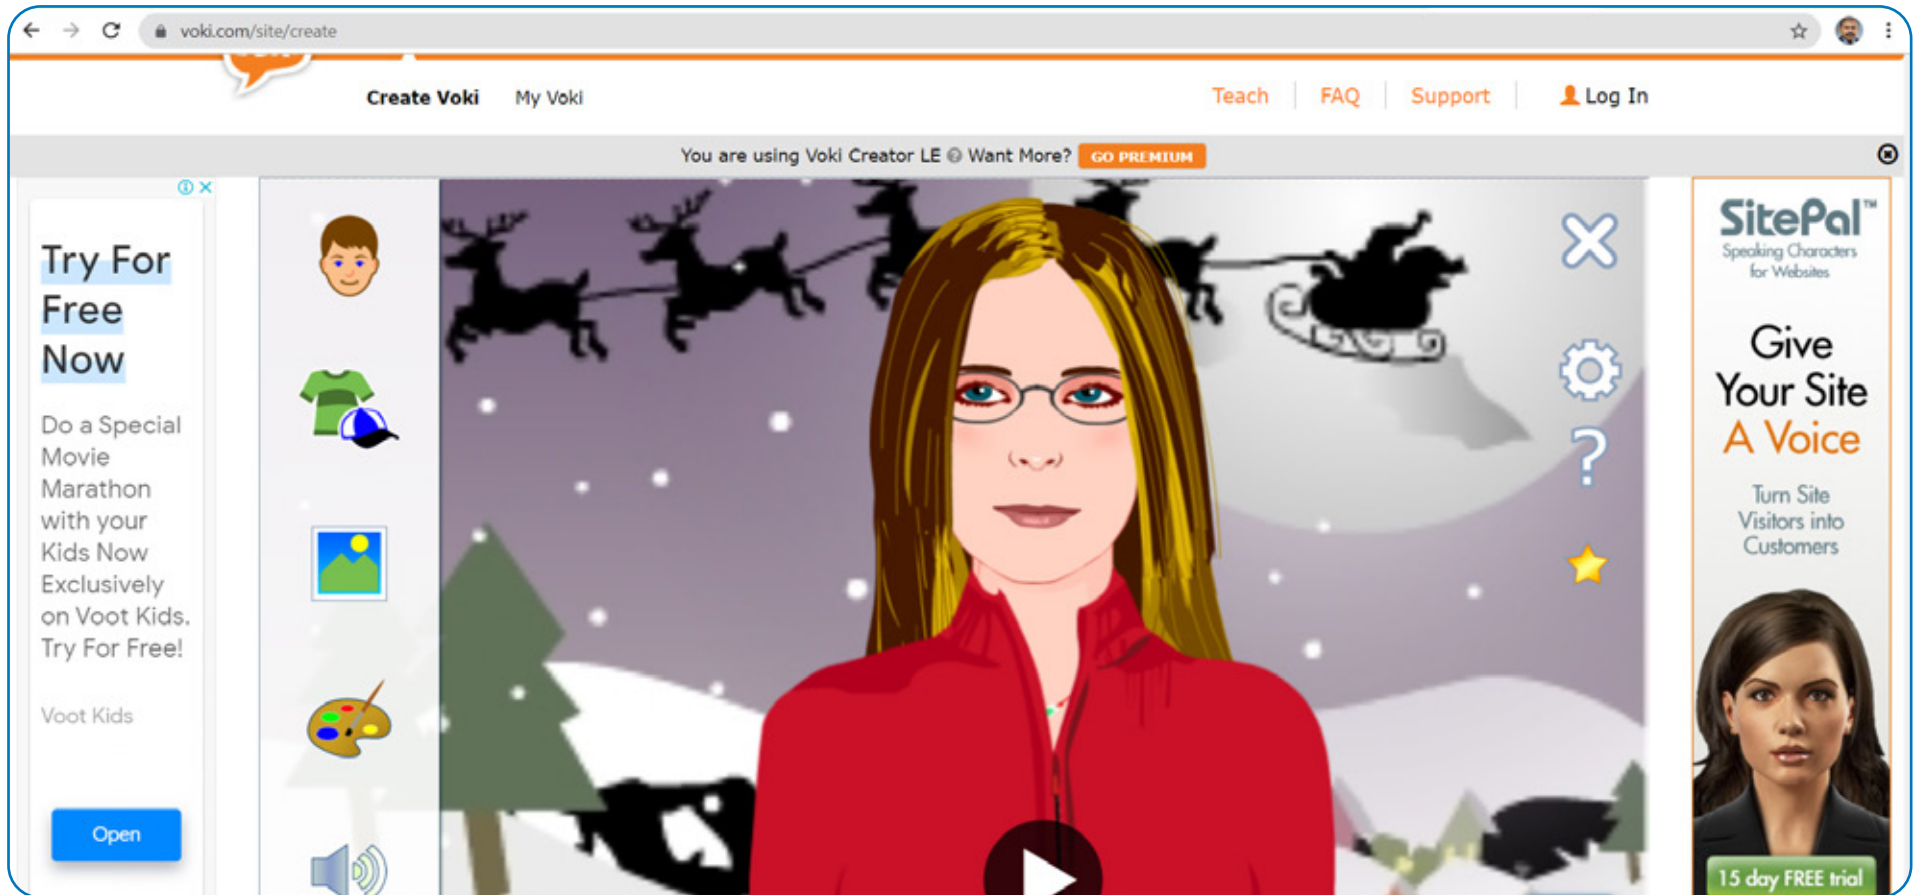 voki.com/site/create
Create Voki
My Voki
Teach
FAQ
Support
Log In
You are using Voki Creator LE ? Want More? GO PREMIUM
Try For
Free
Now
Do a Special
Movie
Marathon
with your
Kids Now
Exclusively
on Voot Kids.
Try For Free!
Voot Kids
Open
?
SitePal™
Speaking Characters
for Websites
Give
Your Site
A Voice
Turn Site
Visitors into
Customers
15 day FREE trial